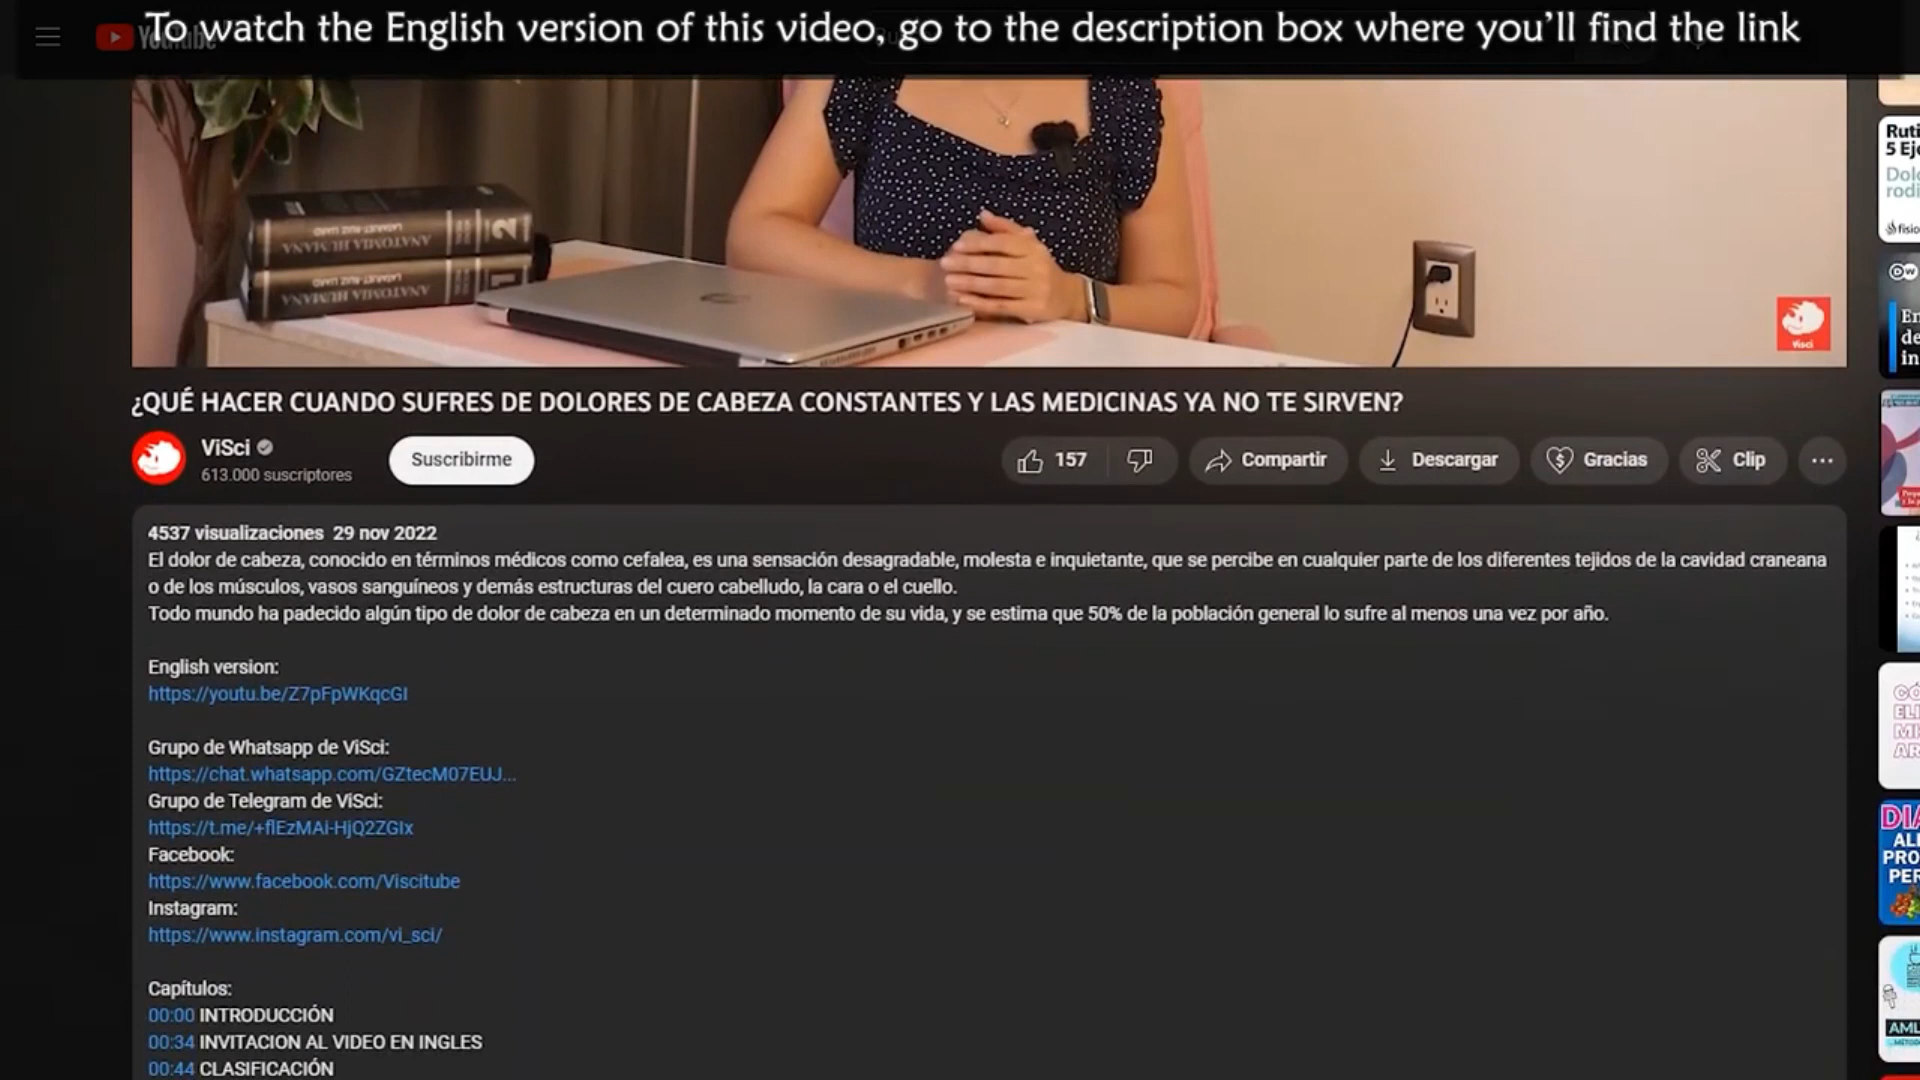 To watch the English version of this video, go to the description box where you'll find the link
ANATOMIA HUMANA
2
ANATOMIA HUMANA
1
ViSci
¿QUÉ HACER CUANDO SUFRES DE DOLORES DE CABEZA CONSTANTES Y LAS MEDICINAS YA NO TE SIRVEN?
ViSci
613.000 suscriptores
Suscribirme
157
Compartir
Descargar
Gracias
Clip
4537 visualizaciones 29 nov 2022
El dolor de cabeza, conocido en términos médicos como cefalea, es una sensación desagradable, molesta e inquietante, que se percibe en cualquier parte de los diferentes tejidos de la cavidad craneana
o de los músculos, vasos sanguíneos y demás estructuras del cuero cabelludo, la cara o el cuello.
Todo mundo ha padecido algún tipo de dolor de cabeza en un determinado momento de su vida, y se estima que 50% de la población general lo sufre al menos una vez por año.
English version:
https://youtu.be/Z7pFpWKqcGI
Grupo de Whatsapp de ViSci:
https://chat.whatsapp.com/GZtecM07EUJ...
Grupo de Telegram de ViSci:
https://t.me/+flEzMAi-HjQ2ZGIx
Facebook:
https://www.facebook.com/Viscitube
Instagram:
https://www.instagram.com/vi_sci/
Capítulos:
00:00 INTRODUCCIÓN
00:34 INVITACION AL VIDEO EN INGLES
00:44 CLASIFICACIÓN